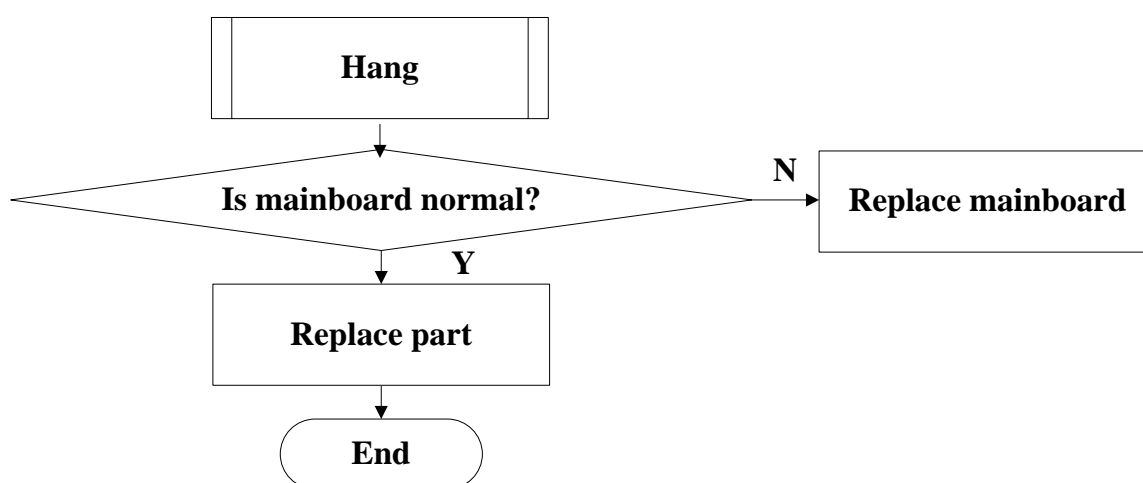 Hang
Is mainboard normal?
N
Replace mainboard
Y
Replace part
End